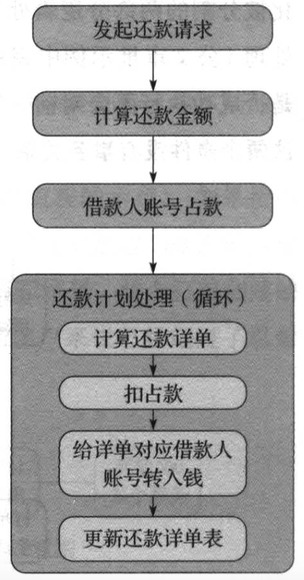 发起还款请求
计算还款金额
借款人账号占款
还款计划处理（循环）
计算还款详单
扣占款
给详单对应借款人
账号转入钱
更新还款详单表